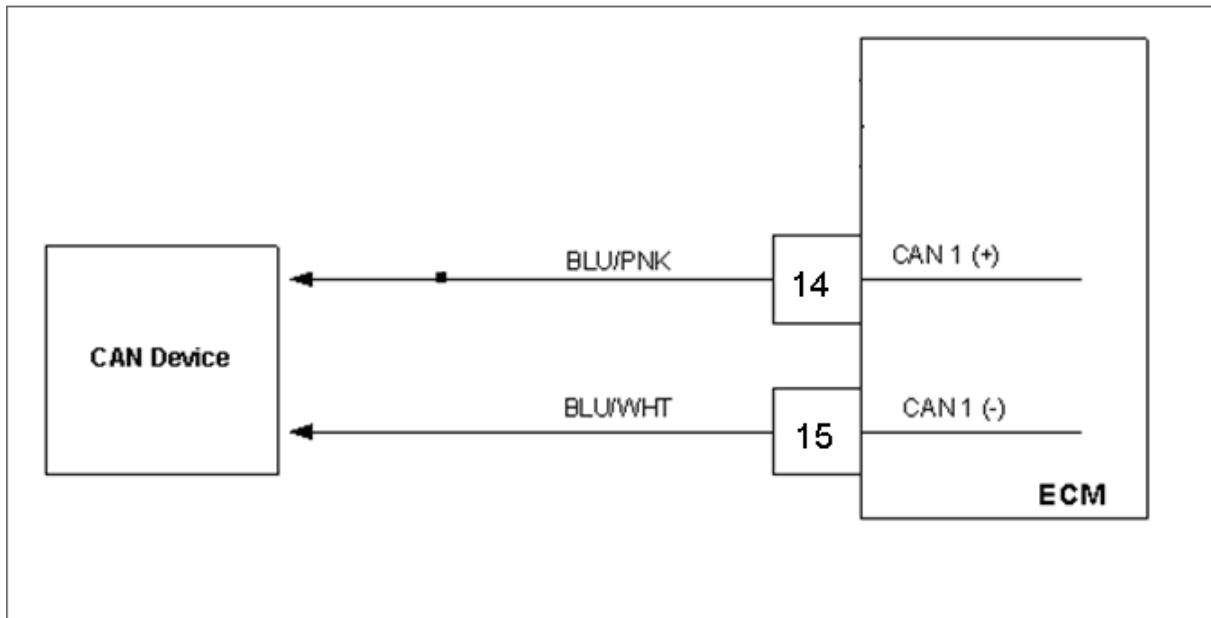 BLU/PNK
14
CAN 1 (+)
CAN Device
BLU/WHT
15
CAN 1 (-)
ECM